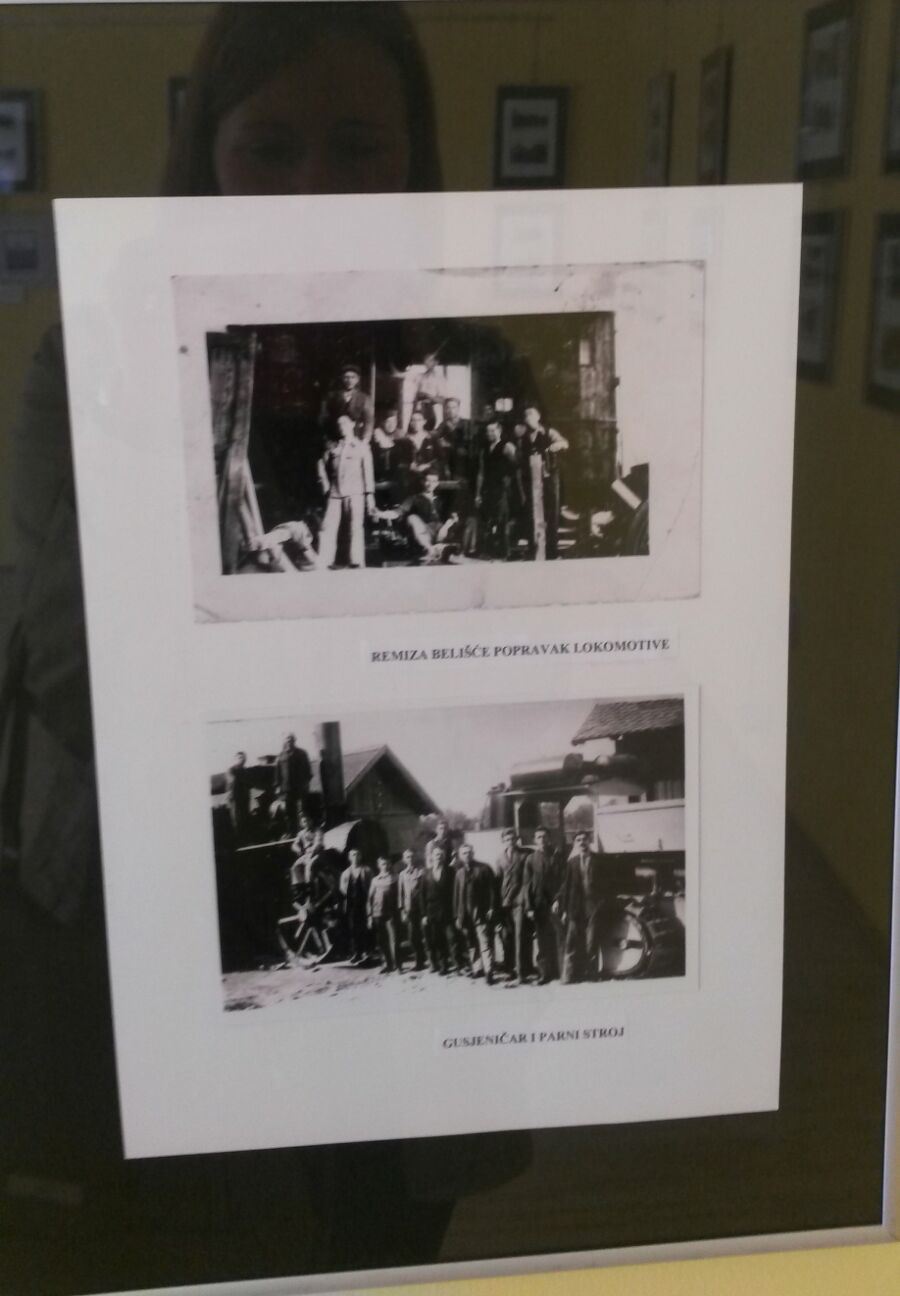 REMIZA BELIŠĆE POPRAVAK LOKOMOTIVE
GUSJENIČAR I PARNI STROJ